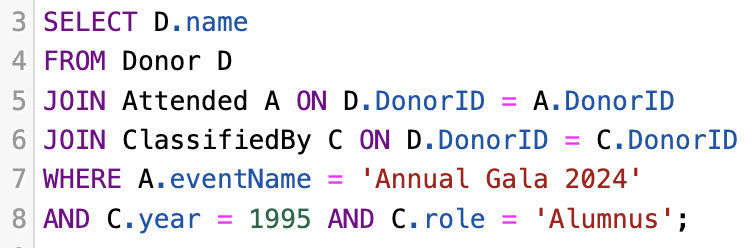 3 SELECT D.name
4 FROM Donor D
5 JOIN Attended A ON D.DonorID = A.DonorID
6 JOIN ClassifiedBy C ON D.DonorID = C.DonorID
7 WHERE A.eventName = 'Annual Gala 2024'
8 AND C.year = 1995 AND C.role = 'Alumnus';